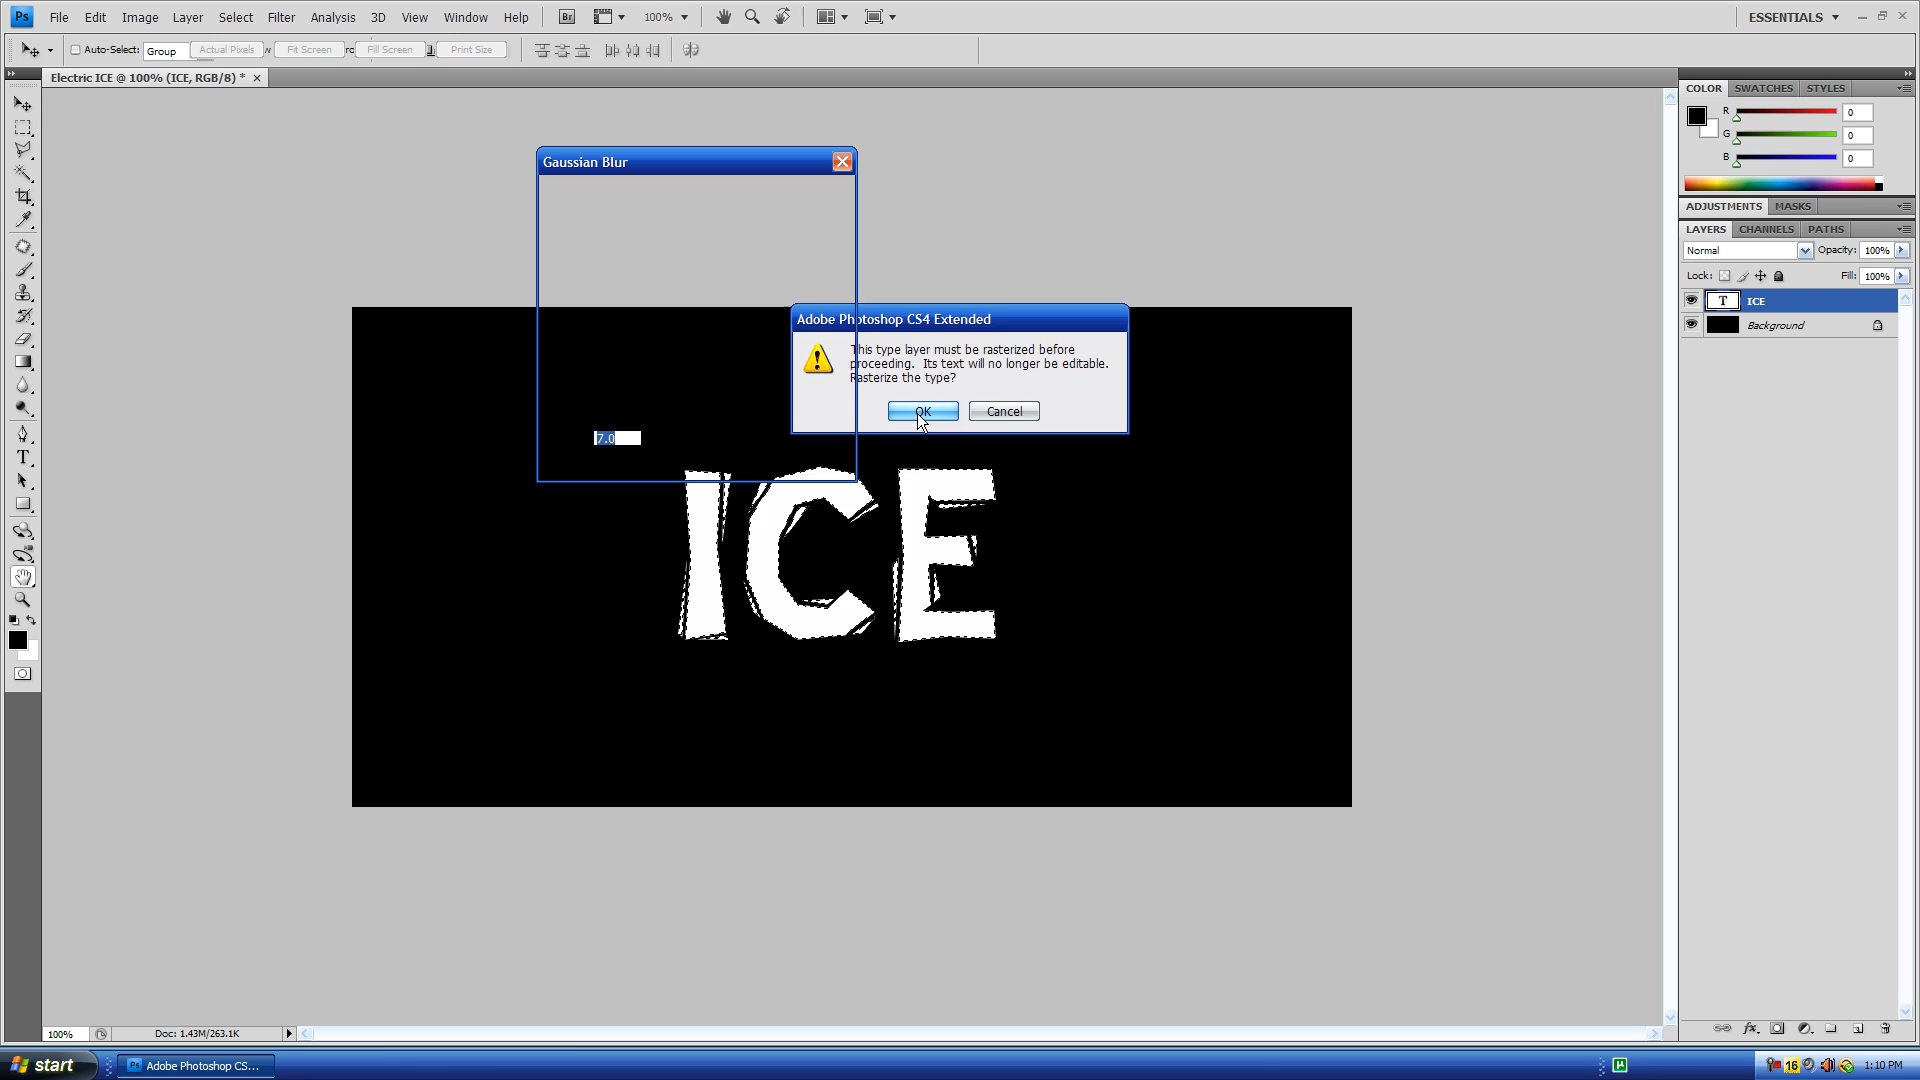 Ps File Edit Image Layer Select Filter Analysis 3D View Window Help Br 100% ESSENTIALS
Auto-Select: Group Actual Pixels Fit Screen Fill Screen Print Size
Electric ICE @ 100% (ICE, RGB/8) *
COLOR SWATCHES STYLES
R 0
G 0
B 0
ADJUSTMENTS MASKS
LAYERS CHANNELS PATHS
Normal Opacity: 100%
Lock: Fill: 100%
T ICE
Background
Gaussian Blur
7.0
Adobe Photoshop CS4 Extended
This type layer must be rasterized before
proceeding. Its text will no longer be editable.
Rasterize the type?
OK Cancel
ICE
T
100% Doc: 1.43M/263.1K
fx
start Ps Adobe Photoshop CS... µ 16 1:10 PM